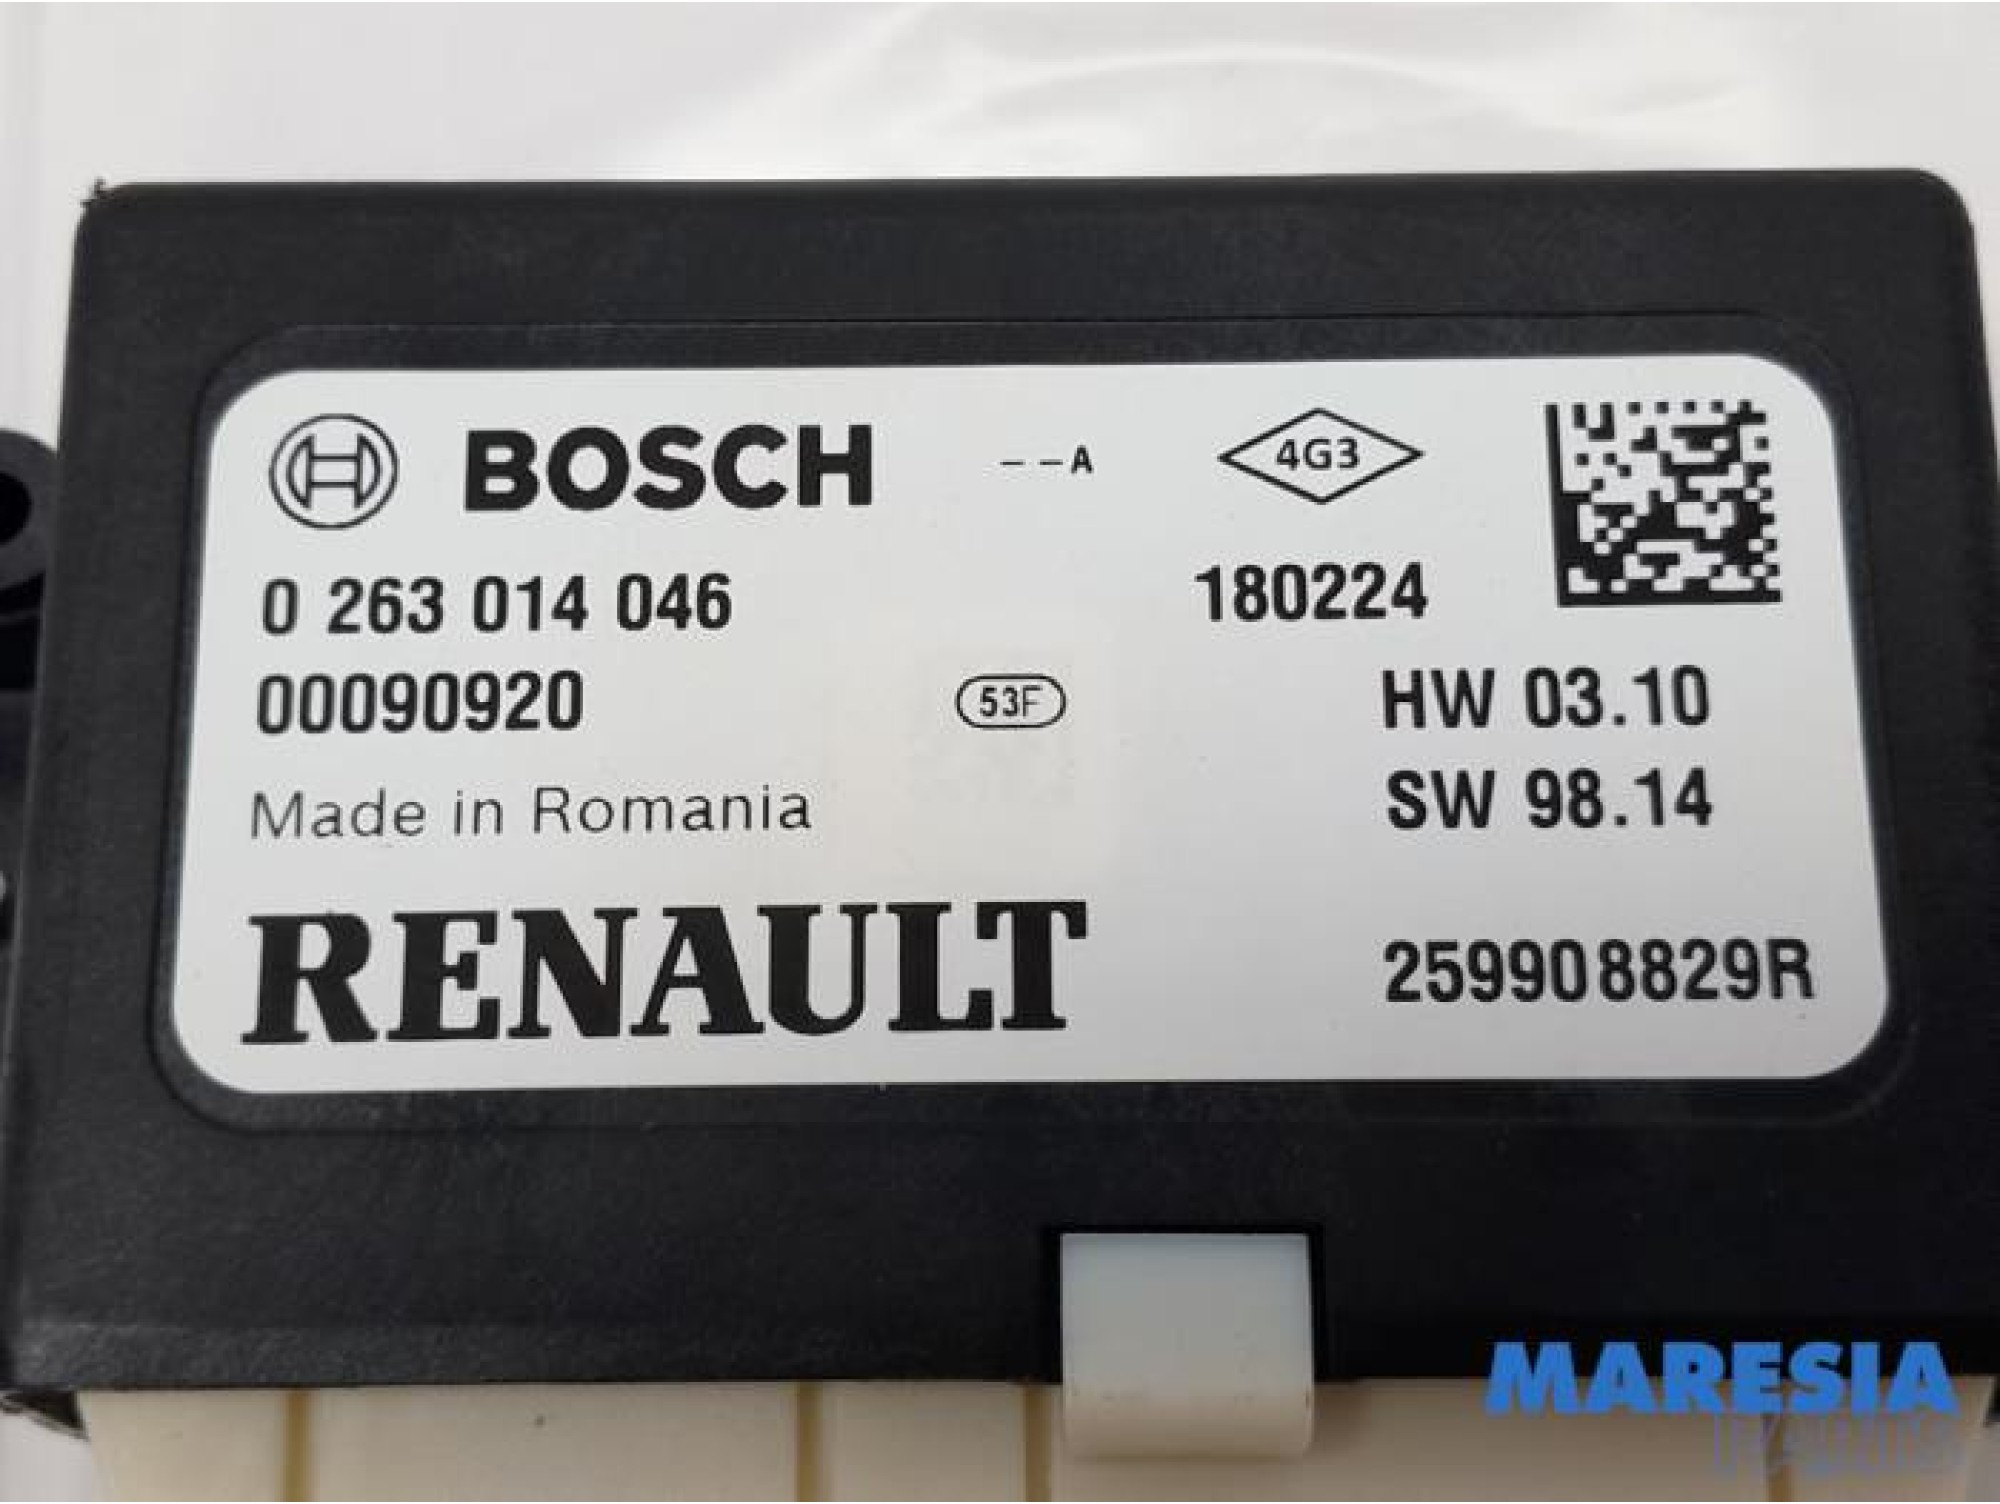 BOSCH --A 4G3
0 263 014 046 180224
00090920 53F HW 03.10
Made in Romania SW 98.14
RENAULT 259908829R
MARESIA